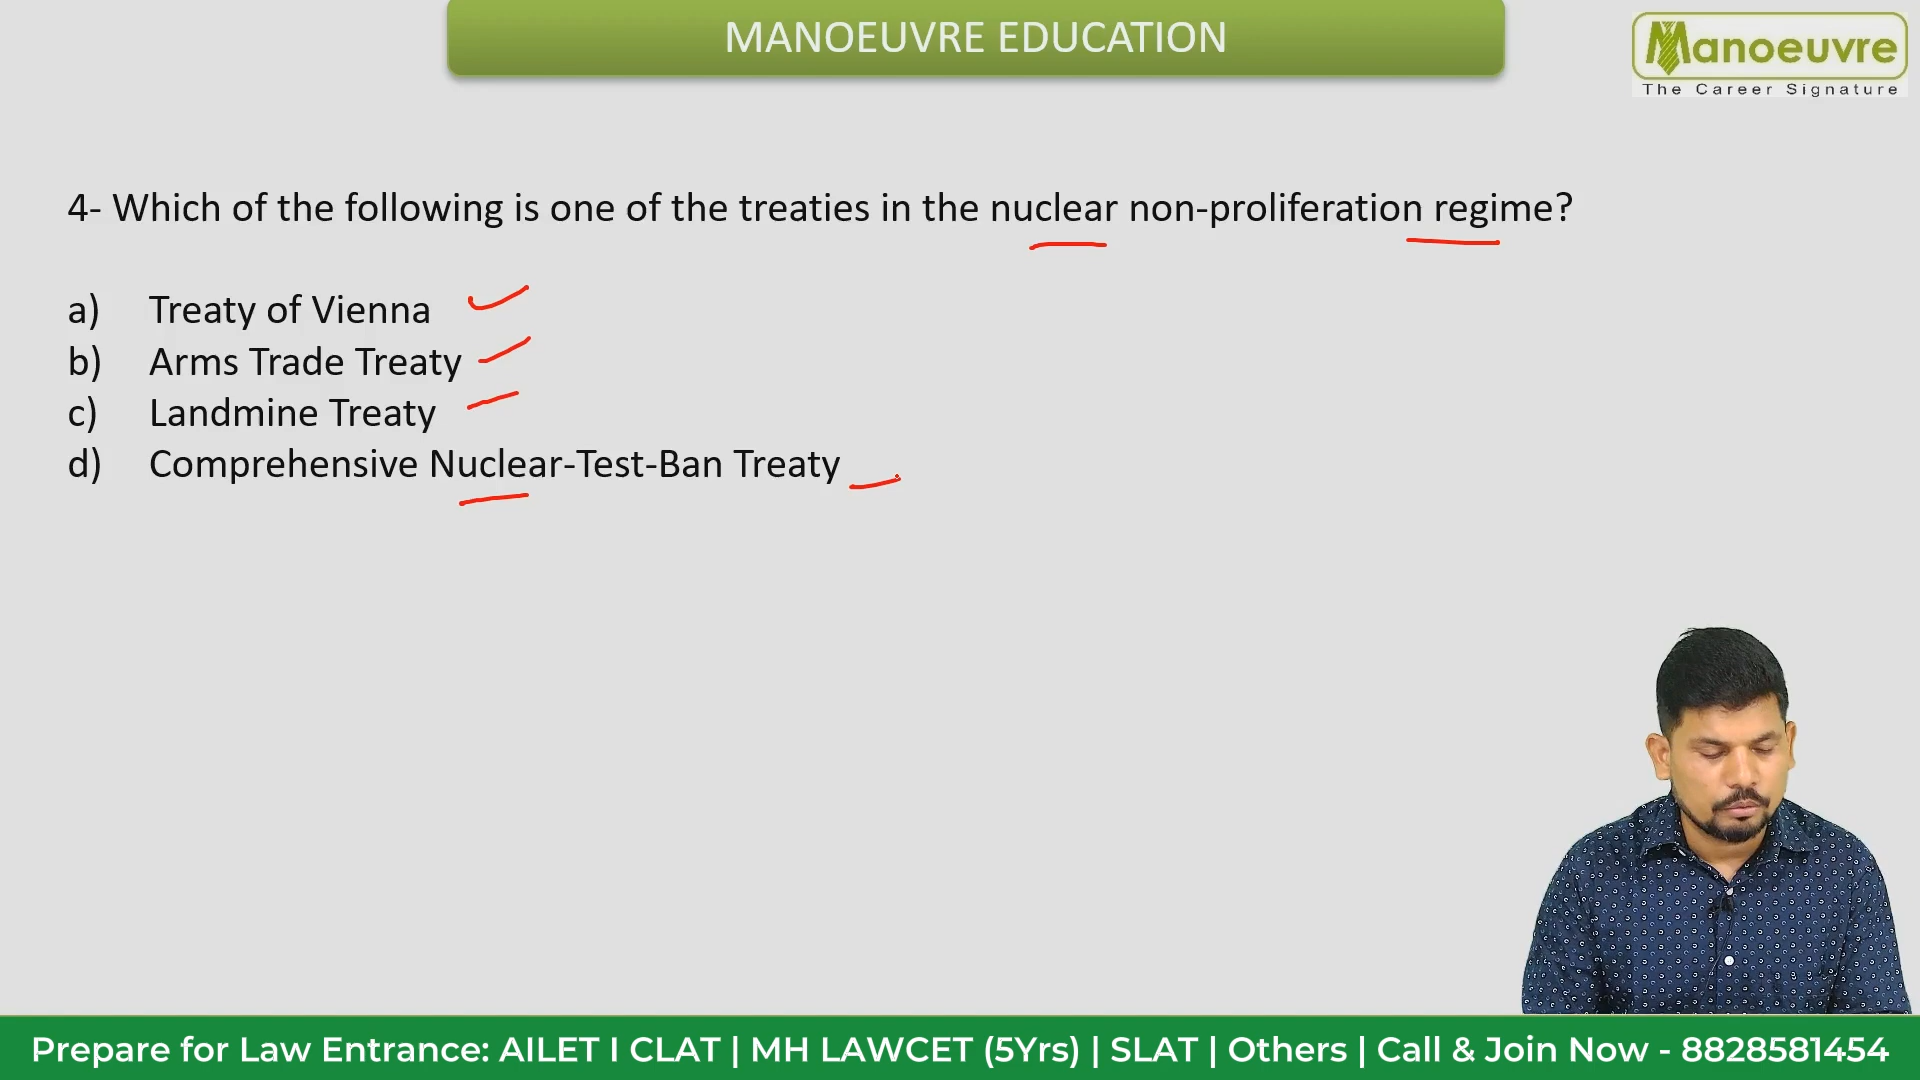 MANOEUVRE EDUCATION
Manoeuvre
The Career Signature
4- Which of the following is one of the treaties in the nuclear non-proliferation regime?
a) Treaty of Vienna
b) Arms Trade Treaty
c) Landmine Treaty
d) Comprehensive Nuclear-Test-Ban Treaty
Prepare for Law Entrance: AILET I CLAT | MH LAWCET (5Yrs) | SLAT | Others | Call & Join Now - 8828581454